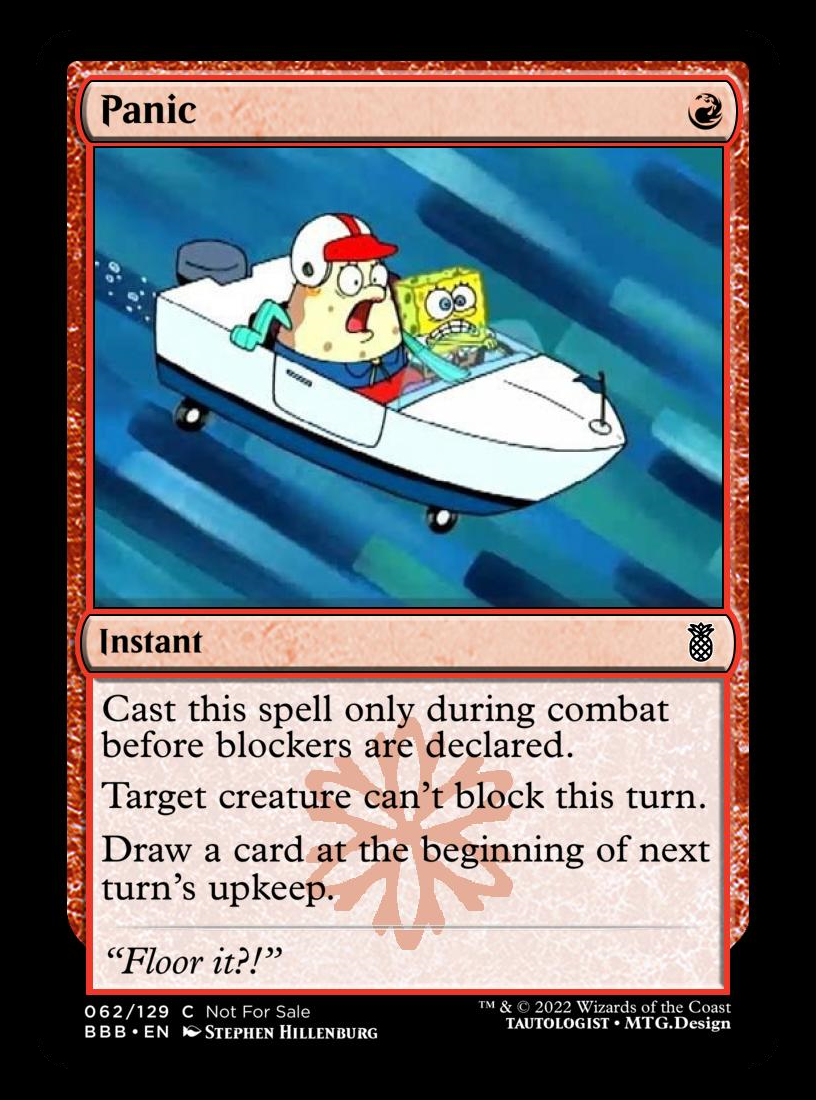 Panic
Instant
Cast this spell only during combat
before blockers are declared.
Target creature can't block this turn.
Draw a card at the beginning of next
turn's upkeep.
“Floor it?!”
062/129 C Not For Sale
BBB • EN STEPHEN HILLENBURG
™ & © 2022 Wizards of the Coast
TAUTOLOGIST • MTG.Design